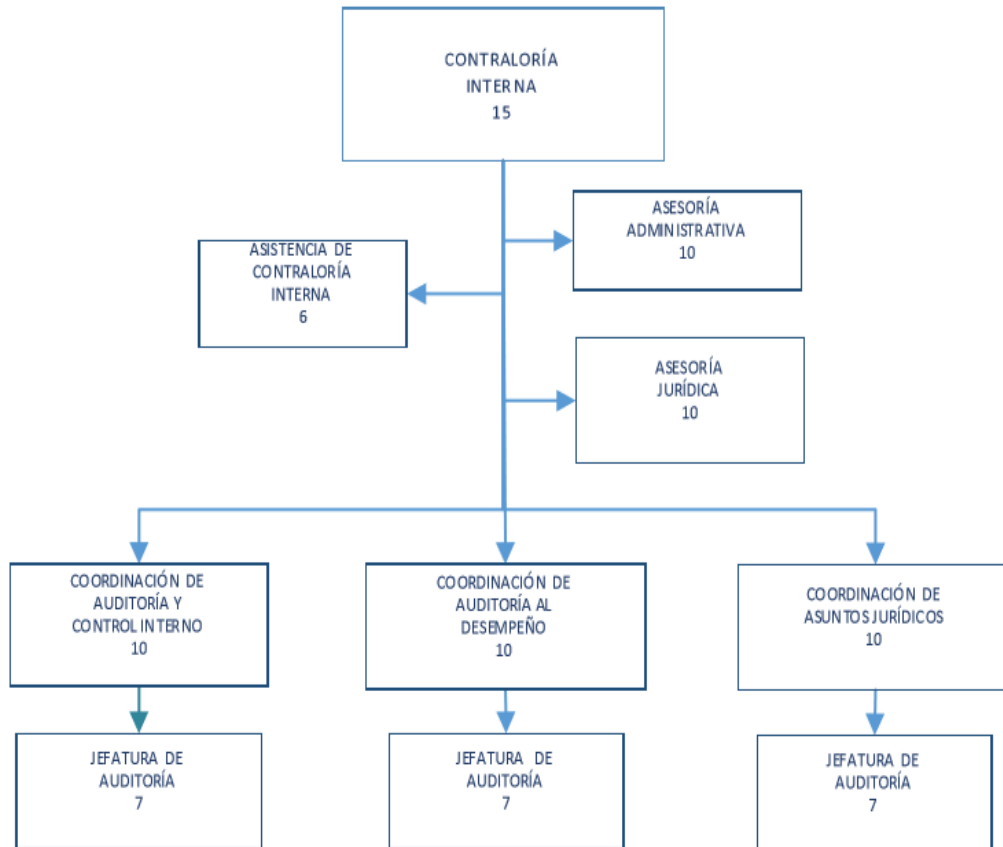 CONTRALORÍA
INTERNA
15
ASESORÍA
ADMINISTRATIVA
10
ASISTENCIA DE
CONTRALORÍA
INTERNA
6
ASESORÍA
JURÍDICA
10
COORDINACIÓN DE
AUDITORÍA Y
CONTROL INTERNO
10
COORDINACIÓN DE
AUDITORÍA AL
DESEMPEÑO
10
COORDINACIÓN DE
ASUNTOS JURÍDICOS
10
JEFATURA DE
AUDITORÍA
7
JEFATURA DE
AUDITORÍA
7
JEFATURA DE
AUDITORÍA
7